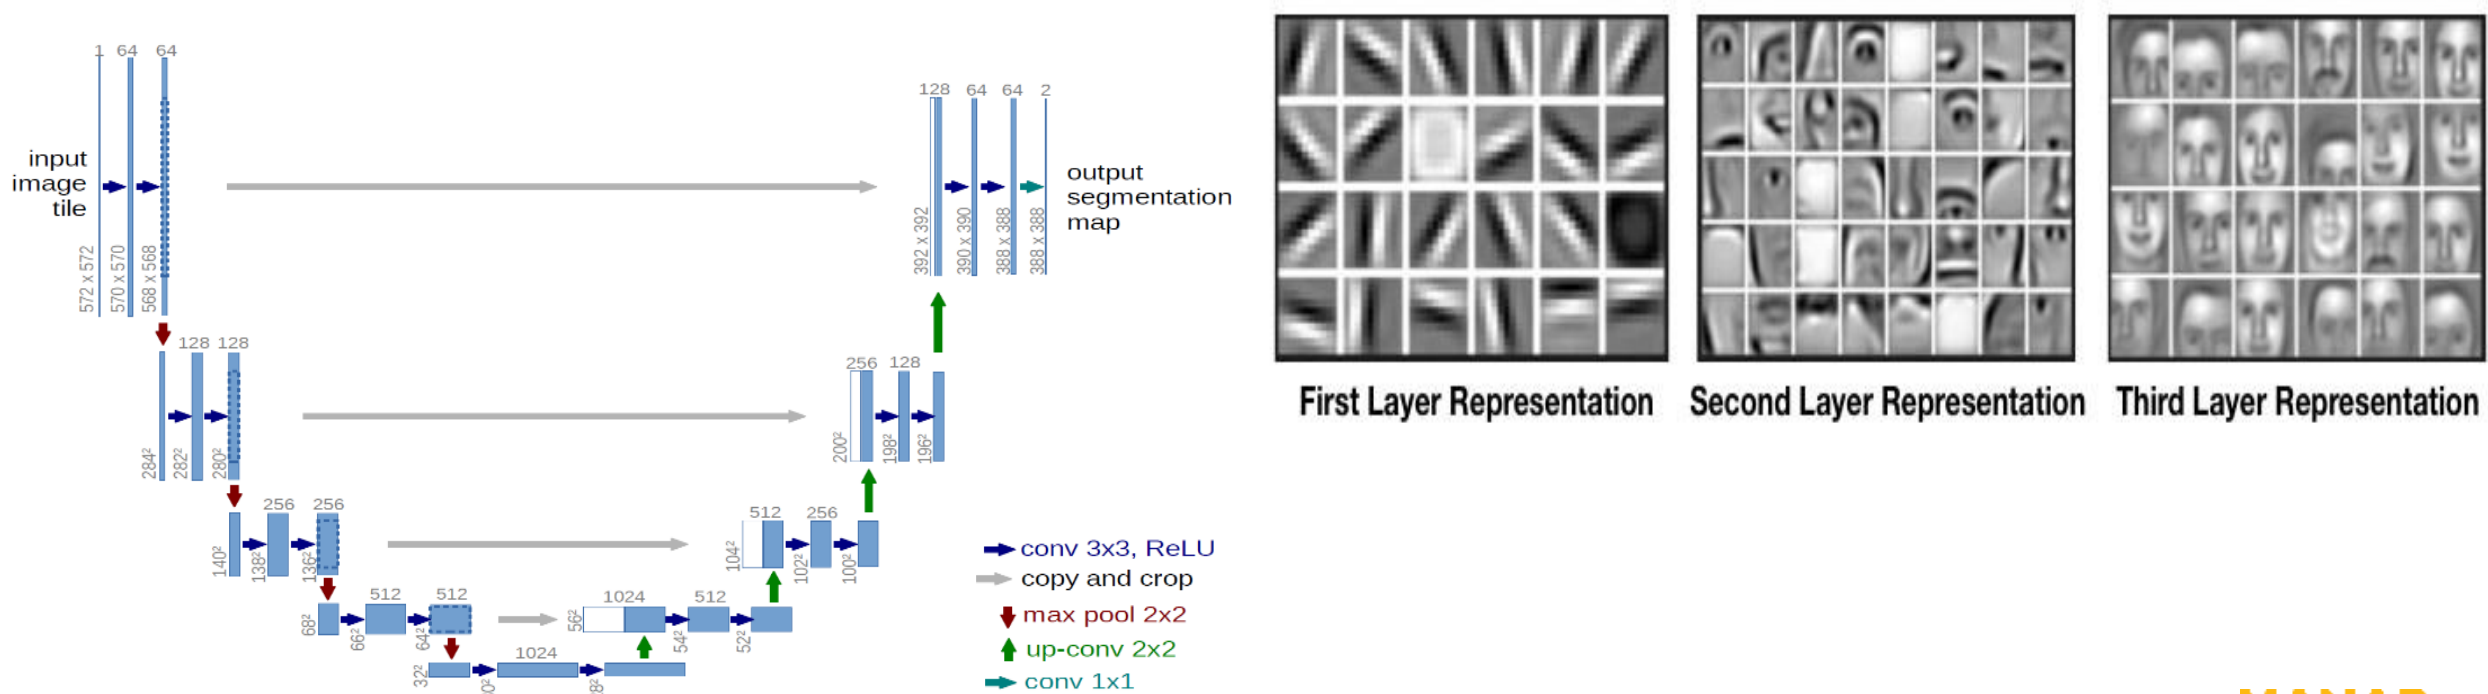 1 64 64
input
image
tile
572 x 572
570 x 570
568 x 568
128 64 64 2
output
segmentation
map
392 x 392
390 x 390
388 x 388
388 x 388
128 128
284²
282²
280²
256 128
200²
198²
196²
256 256
140²
138²
136²
512 256
104²
102²
100²
512 512
68²
66²
64²
1024 512
56²
54²
52²
1024
32²
conv 3x3, ReLU
copy and crop
max pool 2x2
up-conv 2x2
conv 1x1
First Layer Representation
Second Layer Representation
Third Layer Representation